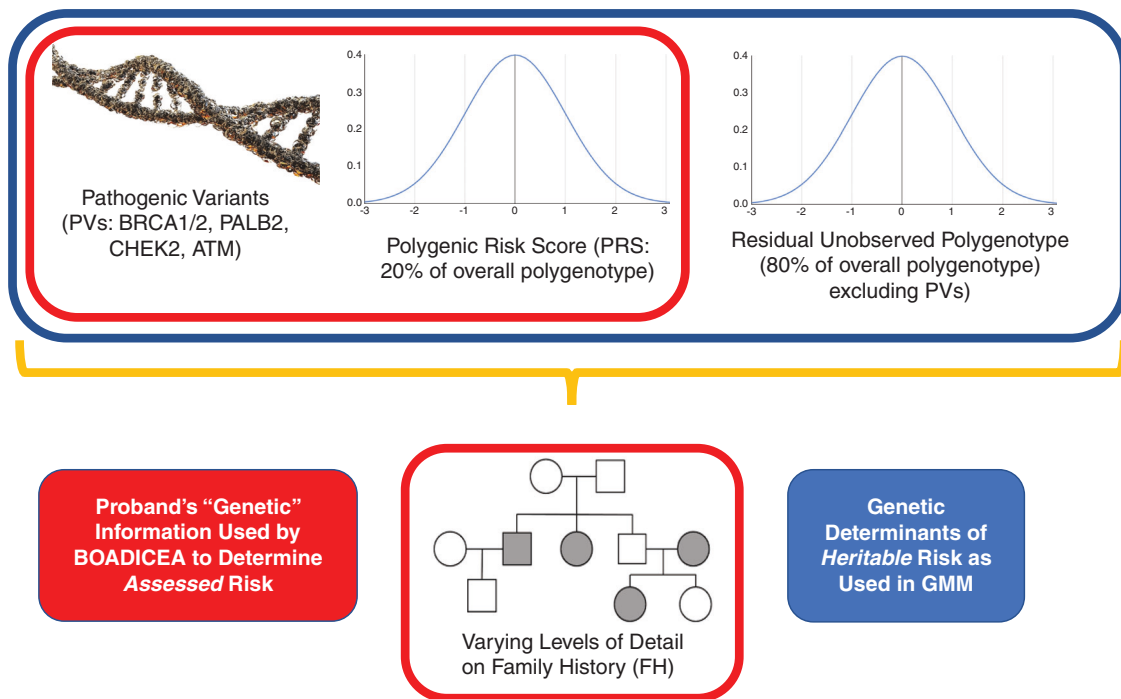 0.4
0.3
0.2
0.1
0.0
-3 -2 -1 0 1 2 3
0.4
0.3
0.2
0.1
0.0
-3 -2 -1 0 1 2 3
Pathogenic Variants
(PVs: BRCA1/2, PALB2,
CHEK2, ATM)
Polygenic Risk Score (PRS:
20% of overall polygenotype)
Residual Unobserved Polygenotype
(80% of overall polygenotype)
excluding PVs)
Proband’s “Genetic”
Information Used by
BOADICEA to Determine
Assessed Risk
Varying Levels of Detail
on Family History (FH)
Genetic
Determinants of
Heritable Risk as
Used in GMM